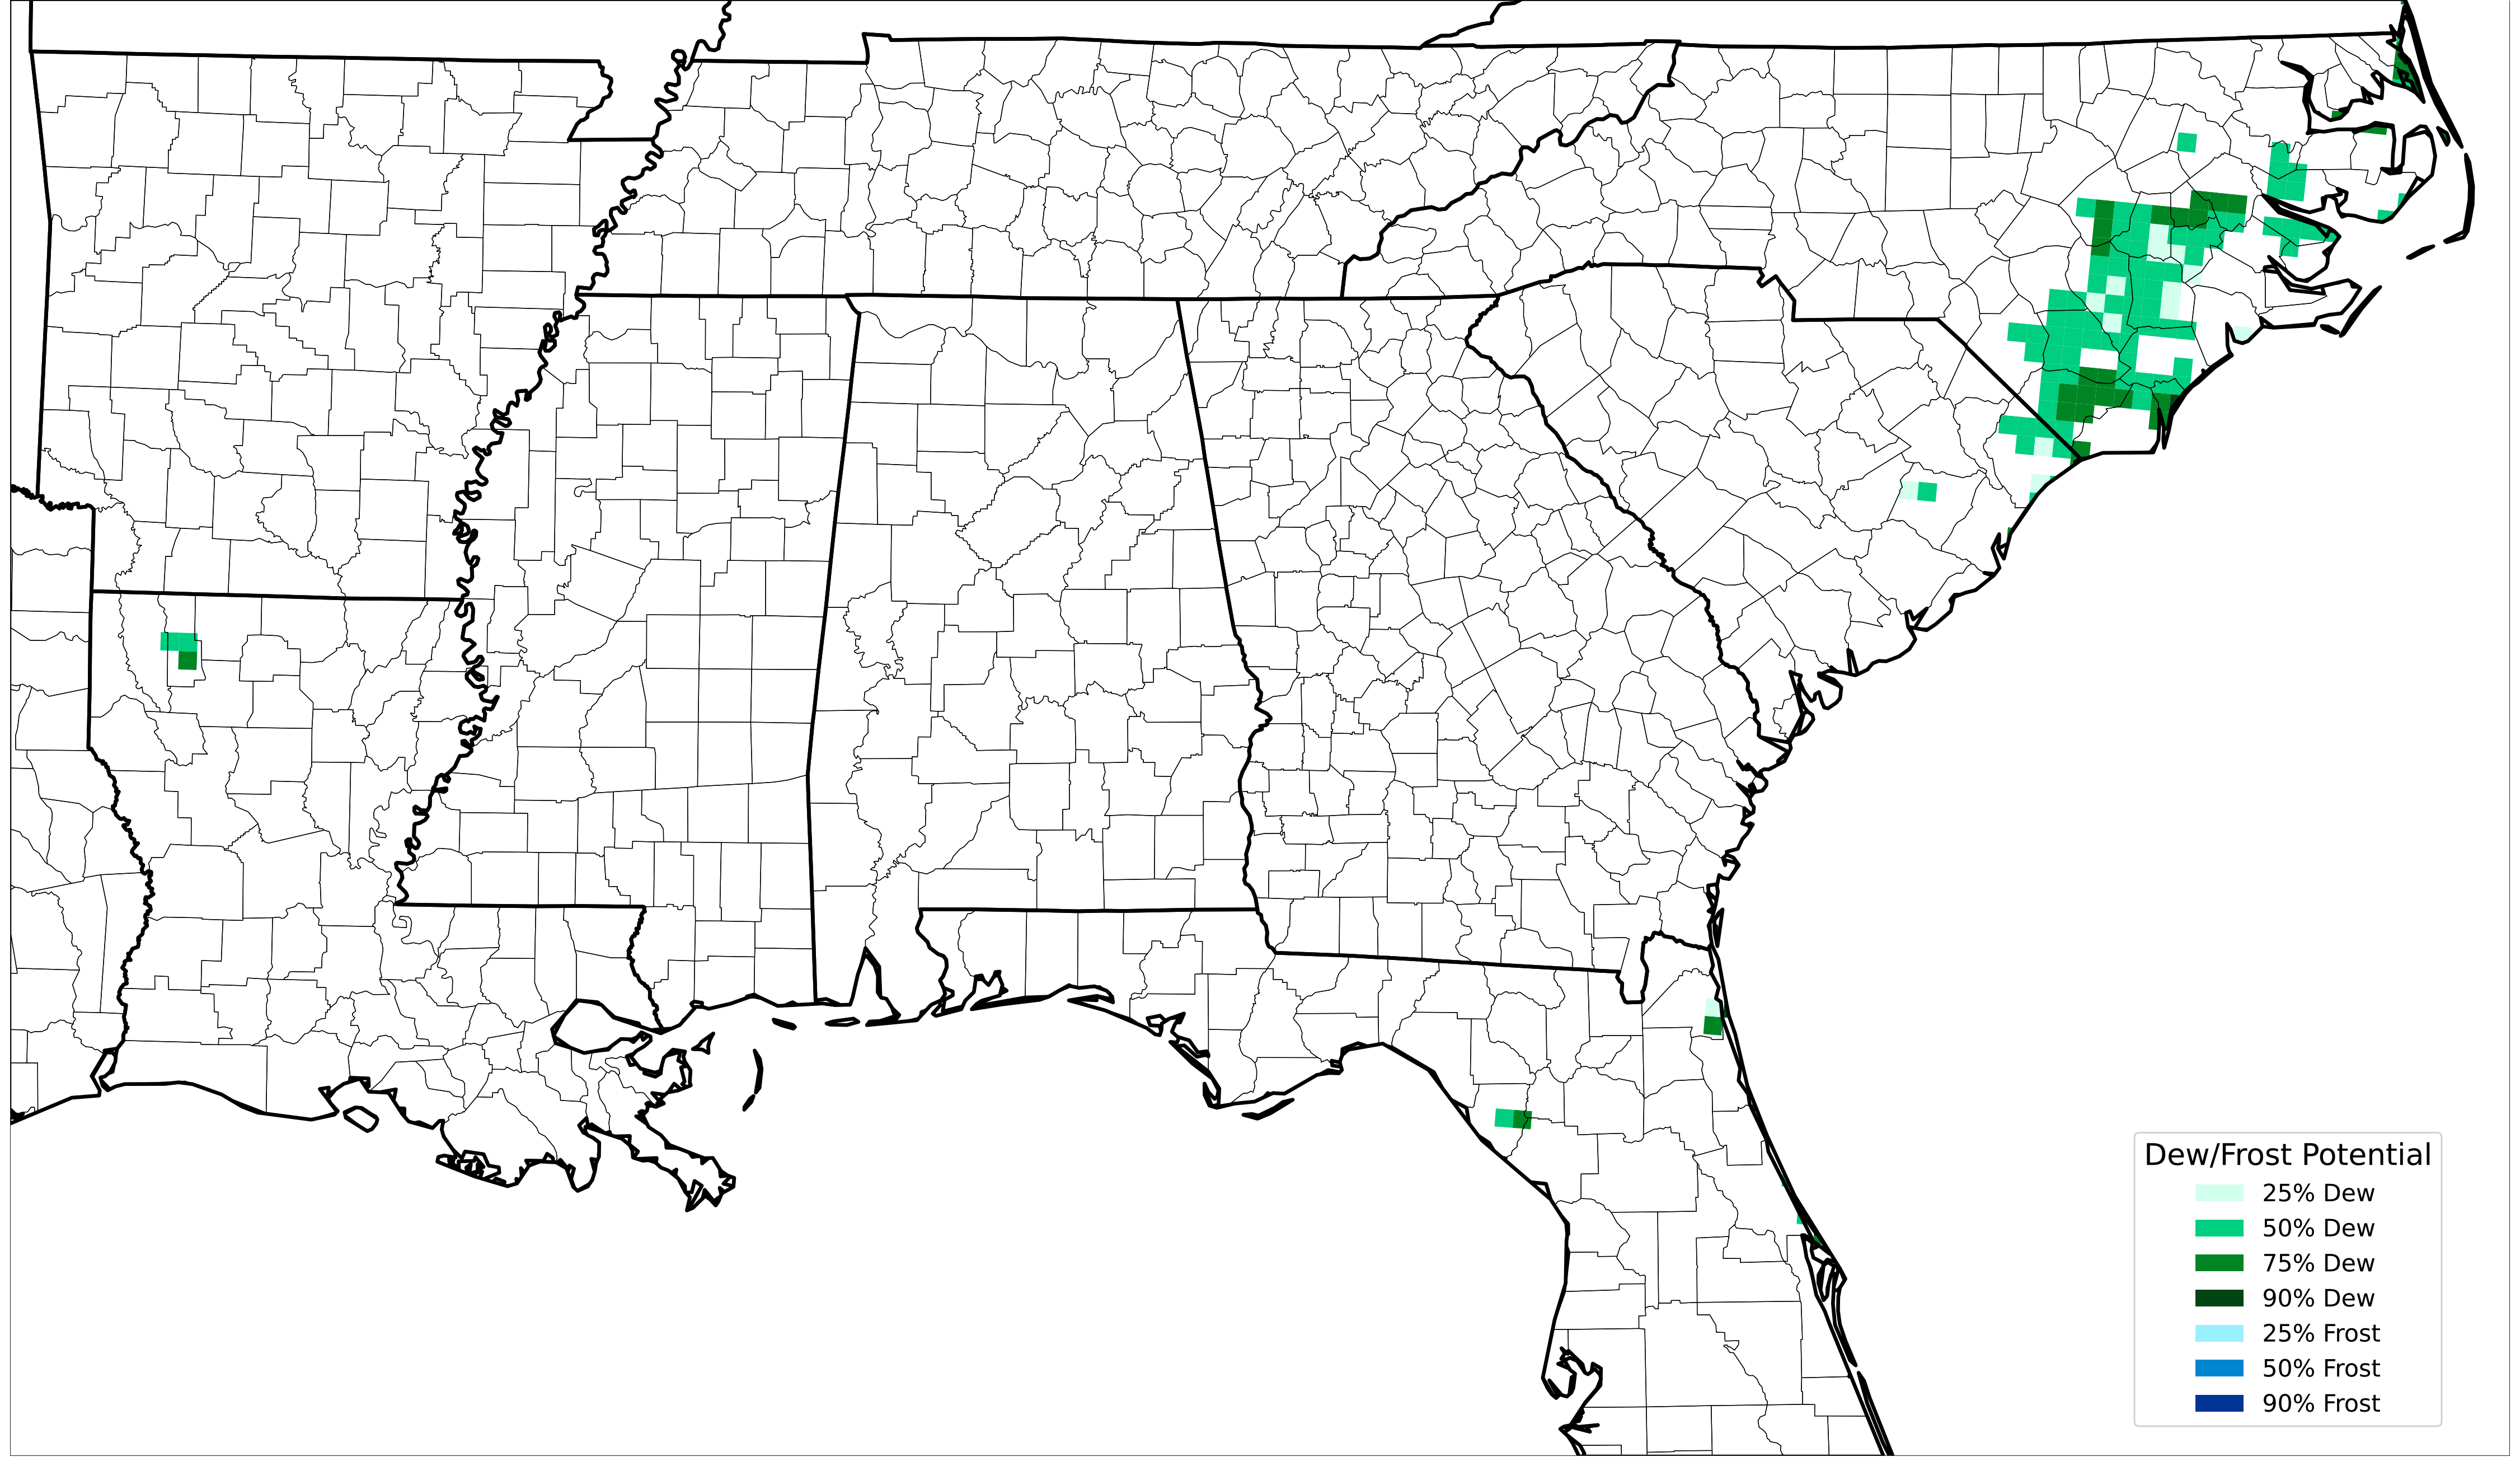 Dew/Frost Potential
25% Dew
50% Dew
75% Dew
90% Dew
25% Frost
50% Frost
90% Frost